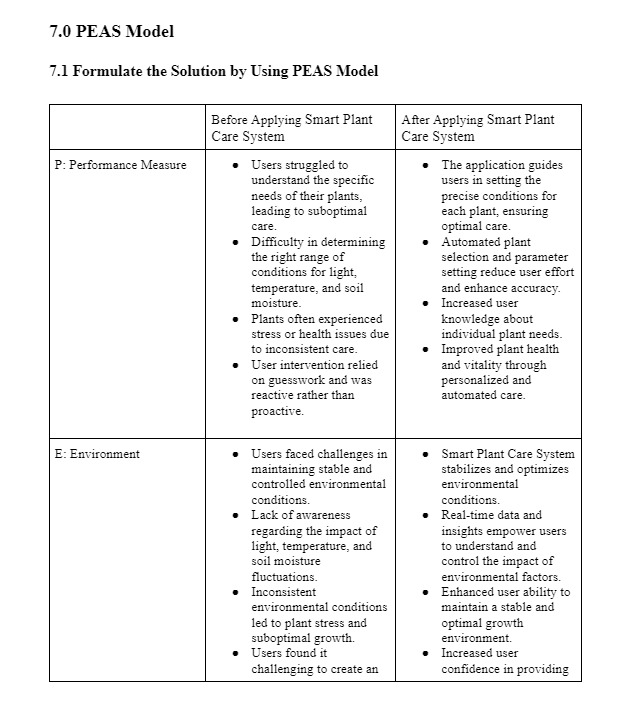 7.0 PEAS Model
7.1 Formulate the Solution by Using PEAS Model
Before Applying Smart Plant
Care System
After Applying Smart Plant
Care System
P: Performance Measure
● Users struggled to
understand the specific
needs of their plants,
leading to suboptimal
care.
● Difficulty in determining
the right range of
conditions for light,
temperature, and soil
moisture.
● Plants often experienced
stress or health issues due
to inconsistent care.
● User intervention relied
on guesswork and was
reactive rather than
proactive.
● The application guides
users in setting the
precise conditions for
each plant, ensuring
optimal care.
● Automated plant
selection and parameter
setting reduce user effort
and enhance accuracy.
● Increased user
knowledge about
individual plant needs.
● Improved plant health
and vitality through
personalized and
automated care.
E: Environment
● Users faced challenges in
maintaining stable and
controlled environmental
conditions.
● Lack of awareness
regarding the impact of
light, temperature, and
soil moisture
fluctuations.
● Inconsistent
environmental conditions
led to plant stress and
suboptimal growth.
● Users found it
challenging to create an
● Smart Plant Care System
stabilizes and optimizes
environmental
conditions.
● Real-time data and
insights empower users
to understand and
control the impact of
environmental factors.
● Enhanced user ability to
maintain a stable and
optimal growth
environment.
● Increased user
confidence in providing